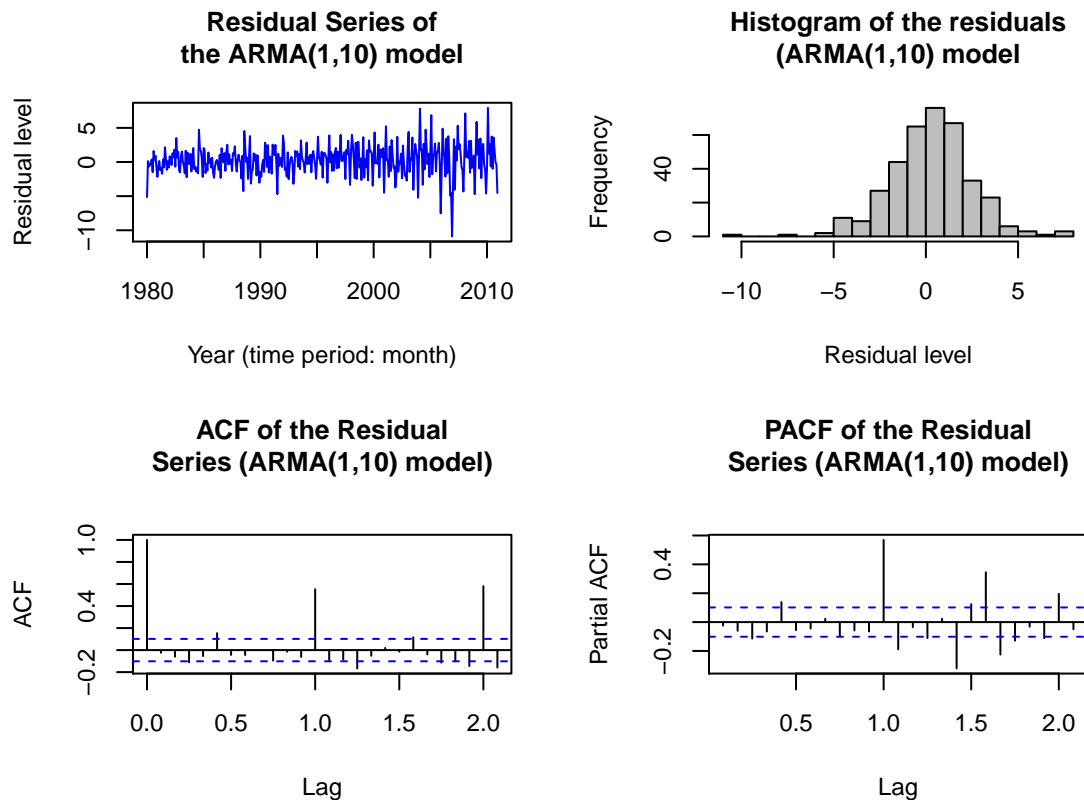 Residual Series of
the ARMA(1,10) model
Residual level
5
0
−10
1980 1990 2000 2010
Year (time period: month)
Histogram of the residuals
(ARMA(1,10) model
Frequency
40
0
−10 −5 0 5
Residual level
ACF of the Residual
Series (ARMA(1,10) model)
ACF
1.0
0.4
−0.2
0.0 0.5 1.0 1.5 2.0
Lag
PACF of the Residual
Series (ARMA(1,10) model)
Partial ACF
0.4
−0.2
0.5 1.0 1.5 2.0
Lag